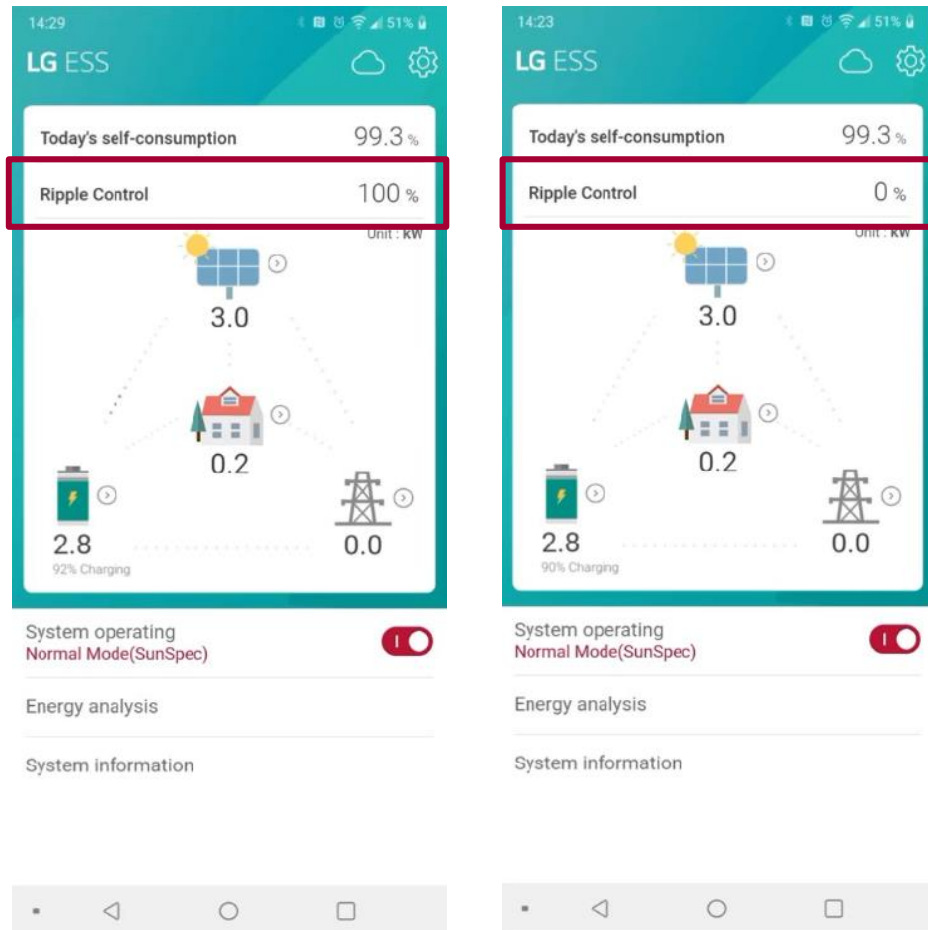 14:29
51%
LG ESS
Today's self-consumption 99.3 %
Ripple Control 100 %
Unit : kW
3.0
0.2
2.8
92% Charging
0.0
System operating
Normal Mode(SunSpec)
Energy analysis
System information
14:23
51%
LG ESS
Today's self-consumption 99.3 %
Ripple Control 0 %
Unit : kW
3.0
0.2
2.8
90% Charging
0.0
System operating
Normal Mode(SunSpec)
Energy analysis
System information